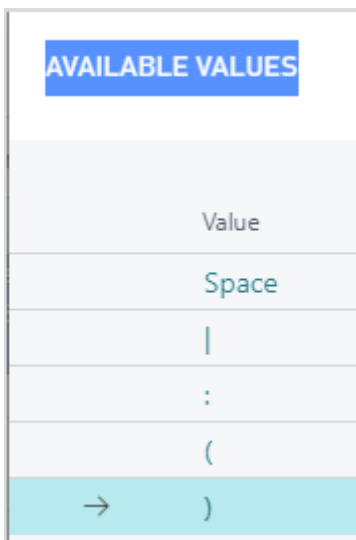 AVAILABLE VALUES
Value
Space
|
:
(
→ )